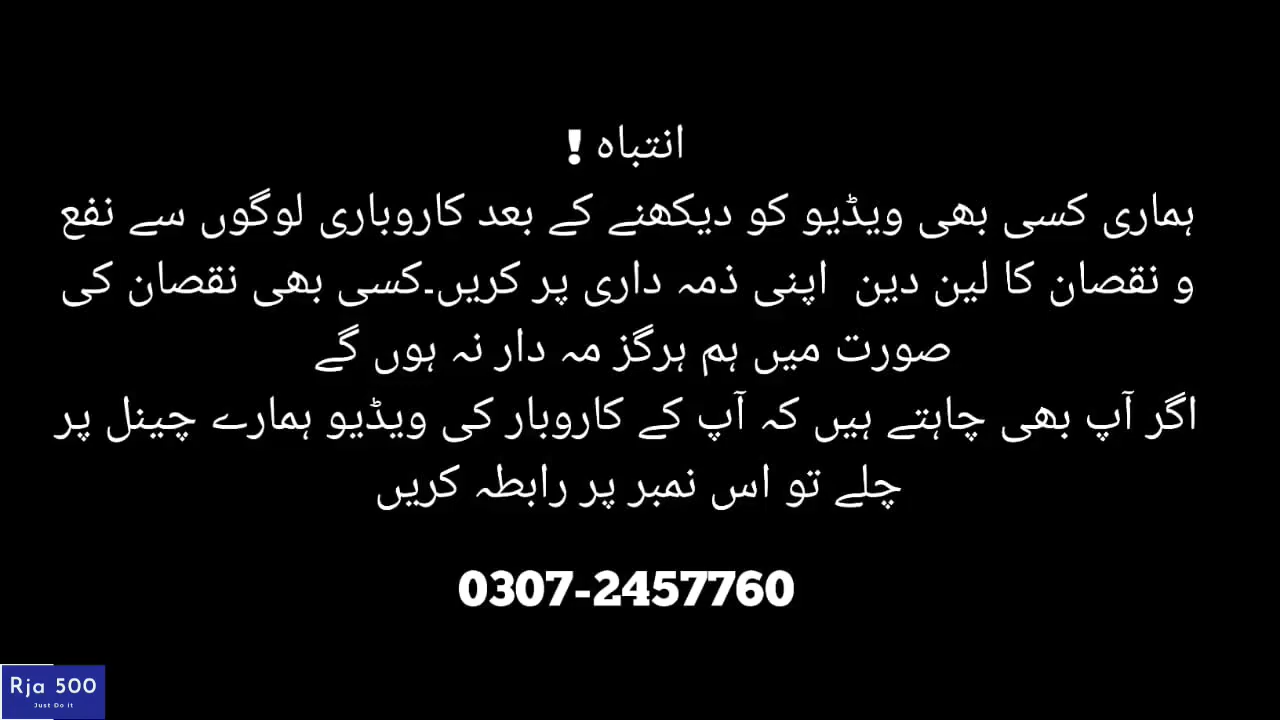 انتباہ !
ہماری کسی بھی ویڈیو کو دیکھنے کے بعد کاروباری لوگوں سے نفع
و نقصان کا لین دین اپنی ذمہ داری پر کریں۔کسی بھی نقصان کی
صورت میں ہم ہرگز مہ دار نہ ہوں گے
اگر آپ بھی چاہتے ہیں کہ آپ کے کاروبار کی ویڈیو ہمارے چینل پر
چلے تو اس نمبر پر رابطہ کریں
0307-2457760
Rja 500
Just Do it